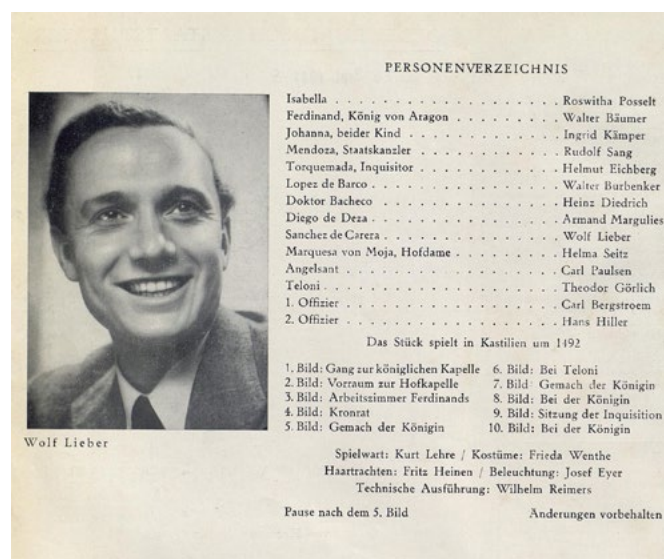 PERSONENVERZEICHNIS
Isabella . . . . . . . . . . . . . . . . . . . Roswitha Posselt
Ferdinand, König von Aragon . . . . . . . . . Walter Bäumer
Johanna, beider Kind . . . . . . . . . . . . . Ingrid Kämper
Mendoza, Staatskanzler . . . . . . . . . . . . Rudolf Sang
Torquemada, Inquisitor . . . . . . . . . . . . Helmut Eichberg
Lopez de Barco . . . . . . . . . . . . . . . . Walter Burbenker
Doktor Bacheco . . . . . . . . . . . . . . . . Heinz Diedrich
Diego de Deza . . . . . . . . . . . . . . . . Armand Margulies
Sanchez de Carera . . . . . . . . . . . . . . . Wolf Lieber
Marquesa von Moja, Hofdame . . . . . . . . . Helma Seitz
Angelsant . . . . . . . . . . . . . . . . . . Carl Paulsen
Teloni . . . . . . . . . . . . . . . . . . . . Theodor Görlich
1. Offizier . . . . . . . . . . . . . . . . . . Carl Bergstroem
2. Offizier . . . . . . . . . . . . . . . . . . Hans Hiller
Das Stück spielt in Kastilien um 1492
1. Bild: Gang zur königlichen Kapelle
2. Bild: Vorraum zur Hofkapelle
3. Bild: Arbeitszimmer Ferdinands
4. Bild: Kronrat
5. Bild: Gemach der Königin
6. Bild: Bei Teloni
7. Bild Gemach der Königin
8. Bild: Bei der Königin
9. Bild: Sitzung der Inquisition
10. Bild: Bei der Königin
Wolf Lieber
Spielwart: Kurt Lehre / Kostüme: Frieda Wenthe
Haartrachten: Fritz Heinen / Beleuchtung: Josef Eyer
Technische Ausführung: Wilhelm Reimers
Pause nach dem 5. Bild
Änderungen vorbehalten